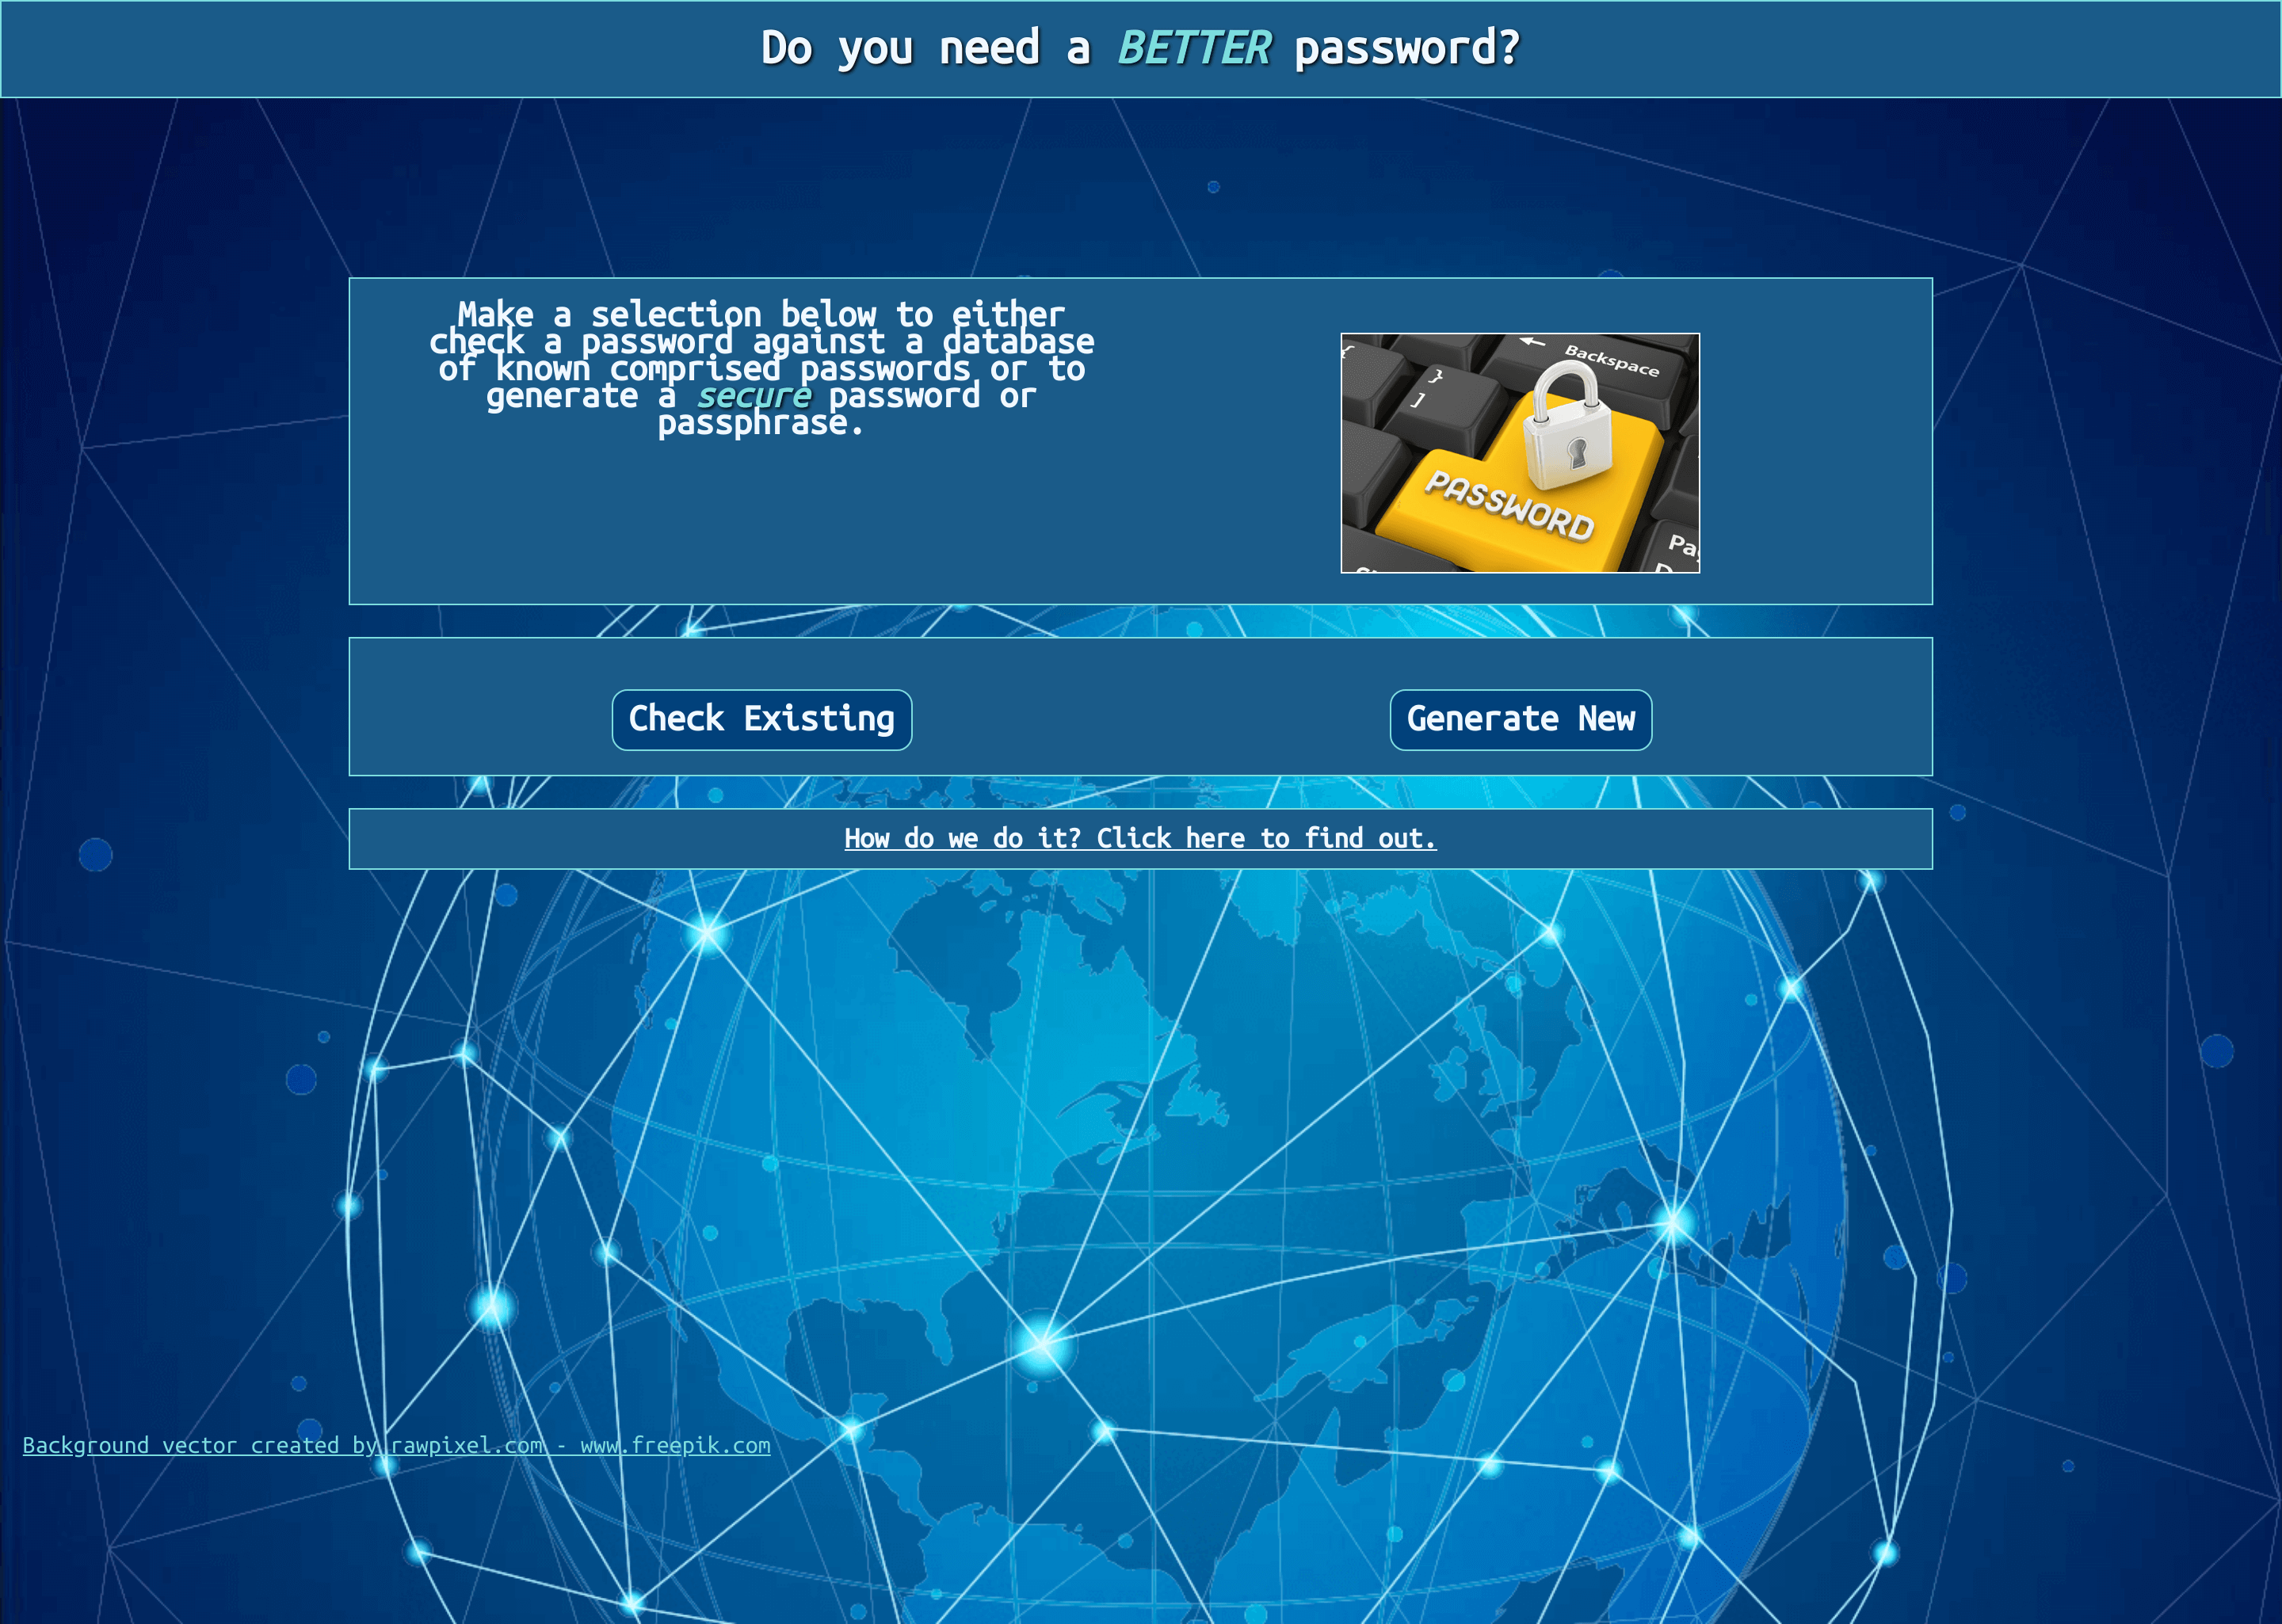 Do you need a BETTER password?
Make a selection below to either
check a password against a database
of known comprised passwords or to
generate a secure password or
passphrase.
Backspace
{
[
}
]
PASSWORD
Check Existing
Generate New
How do we do it? Click here to find out.
Background vector created by rawpixel.com - www.freepik.com